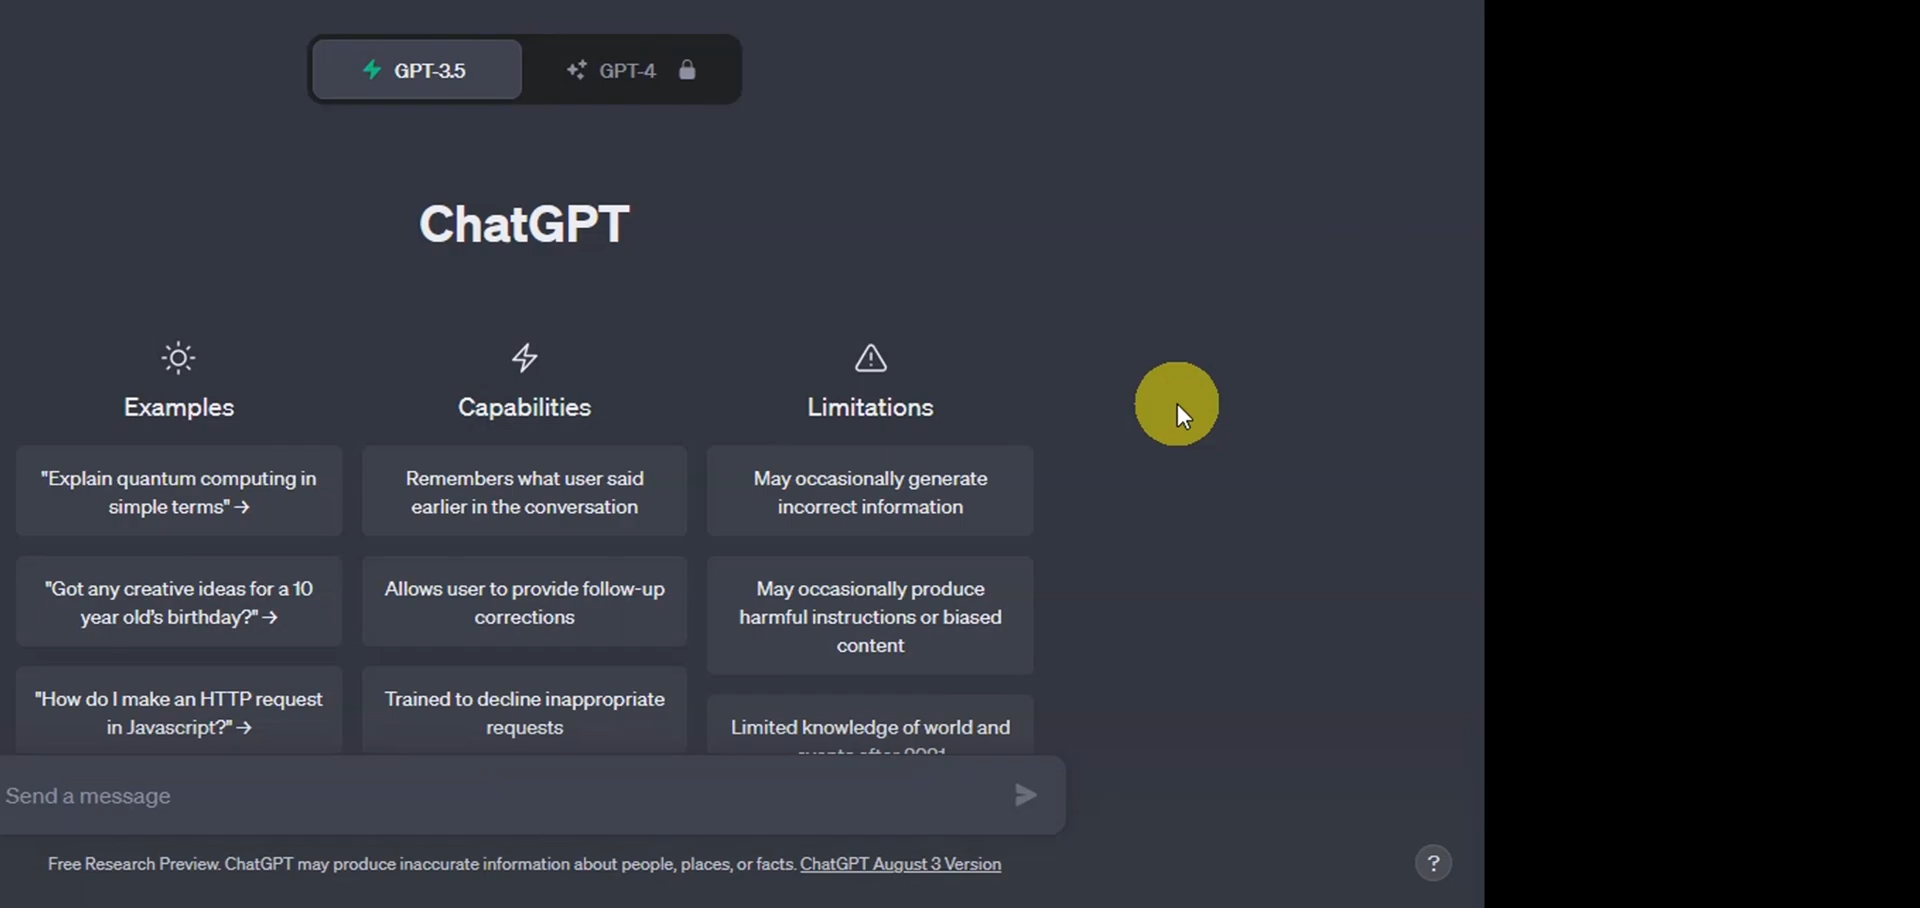 GPT-3.5
GPT-4
ChatGPT
Examples
"Explain quantum computing in
simple terms" →
"Got any creative ideas for a 10
year old's birthday?" →
"How do I make an HTTP request
in Javascript?" →
Capabilities
Remembers what user said
earlier in the conversation
Allows user to provide follow-up
corrections
Trained to decline inappropriate
requests
Limitations
May occasionally generate
incorrect information
May occasionally produce
harmful instructions or biased
content
Limited knowledge of world and
events after 2021
Send a message
Free Research Preview. ChatGPT may produce inaccurate information about people, places, or facts. ChatGPT August 3 Version
?